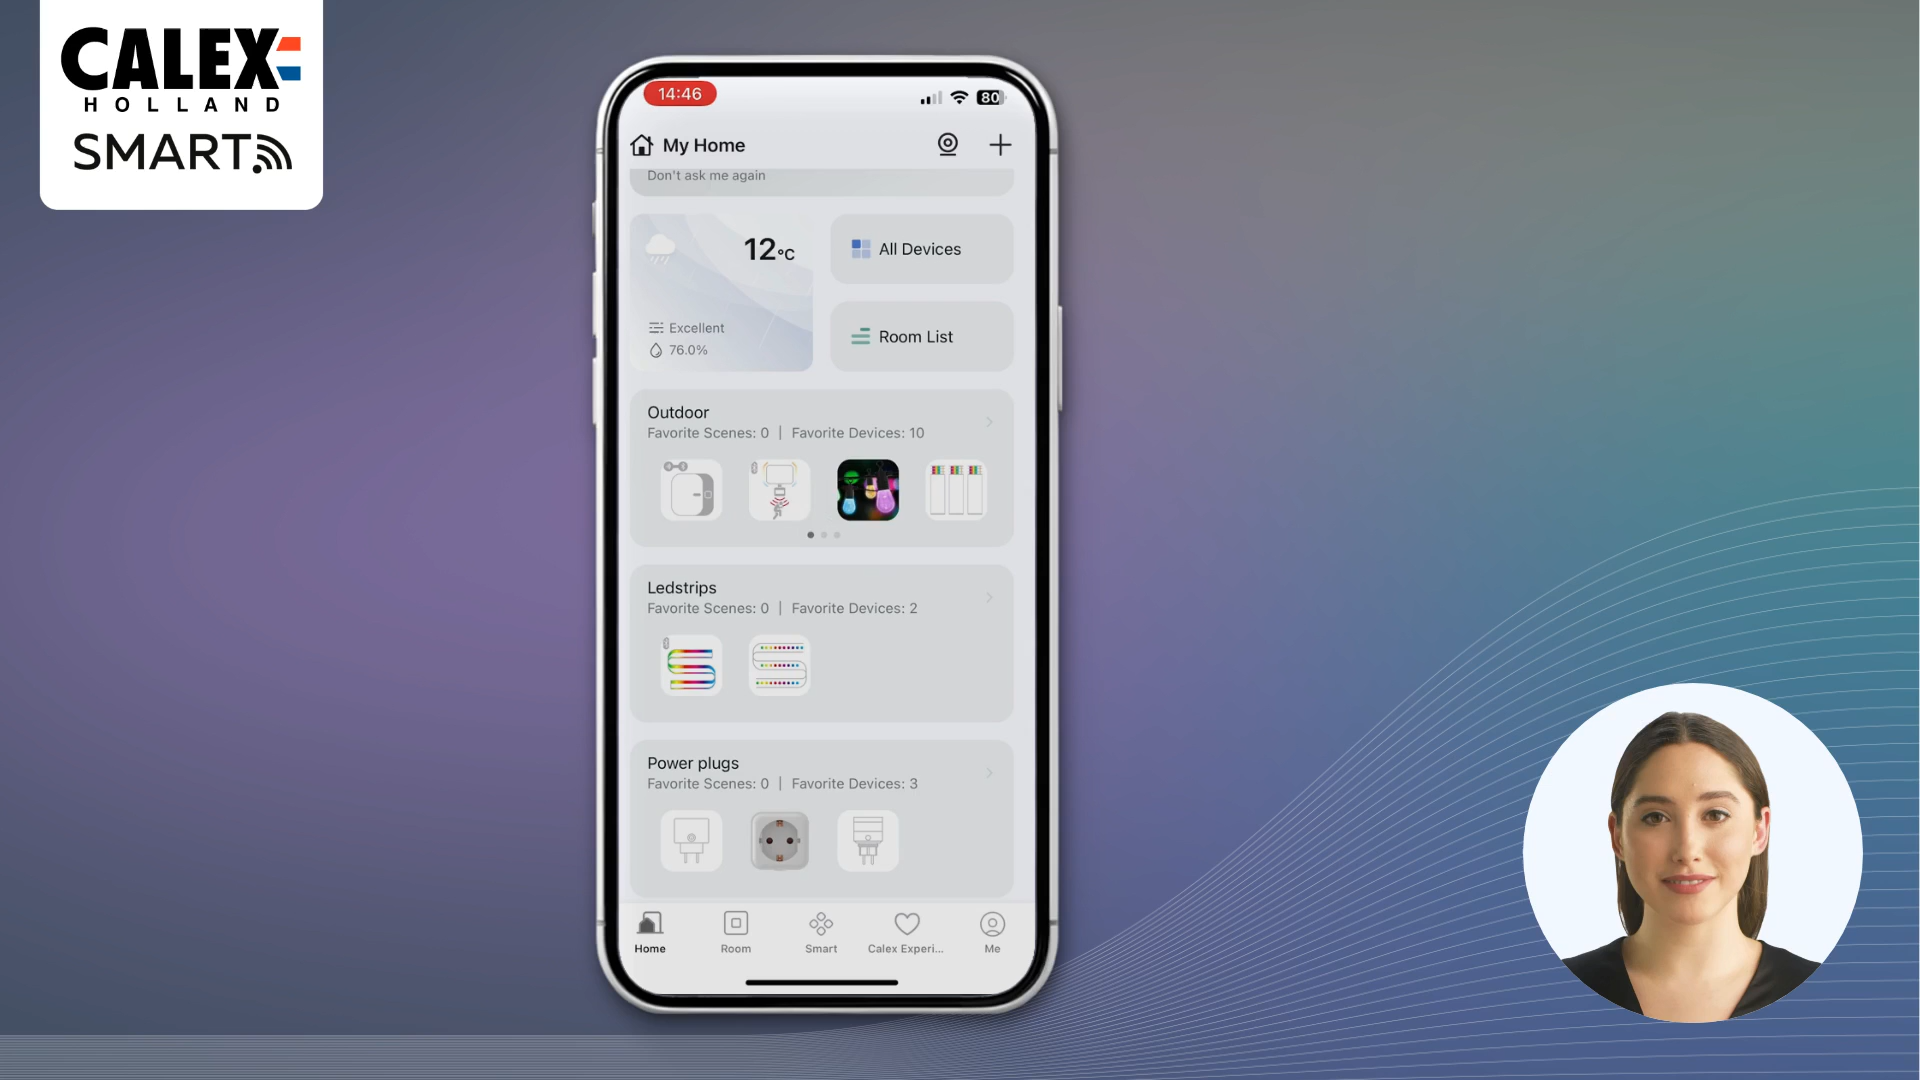 CALEX
HOLLAND
SMART
14:46
80
My Home
Don't ask me again
12°C
Excellent
76.0%
All Devices
Room List
Outdoor
Favorite Scenes: 0 | Favorite Devices: 10
Ledstrips
Favorite Scenes: 0 | Favorite Devices: 2
Power plugs
Favorite Scenes: 0 | Favorite Devices: 3
Home
Room
Smart
Calex Experi...
Me